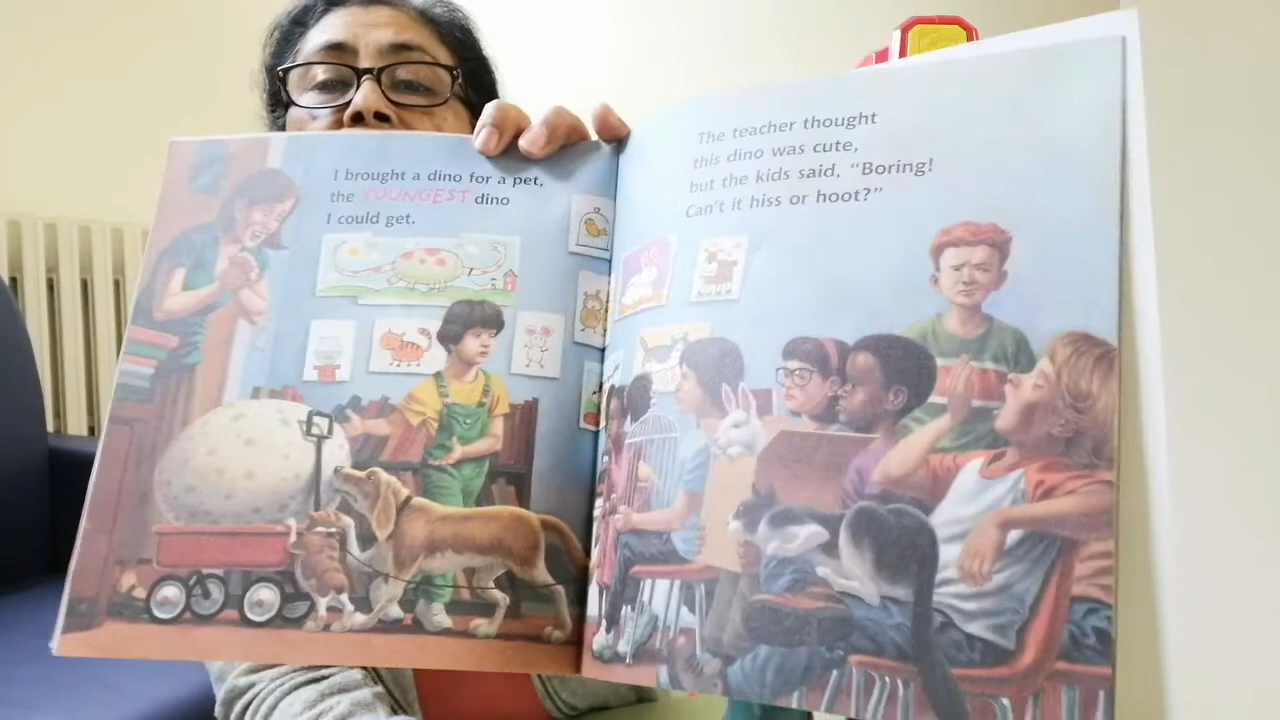 I brought a dino for a pet,
the YOUNGEST dino
I could get.
The teacher thought
this dino was cute,
but the kids said, “Boring!
Can’t it hiss or hoot?”